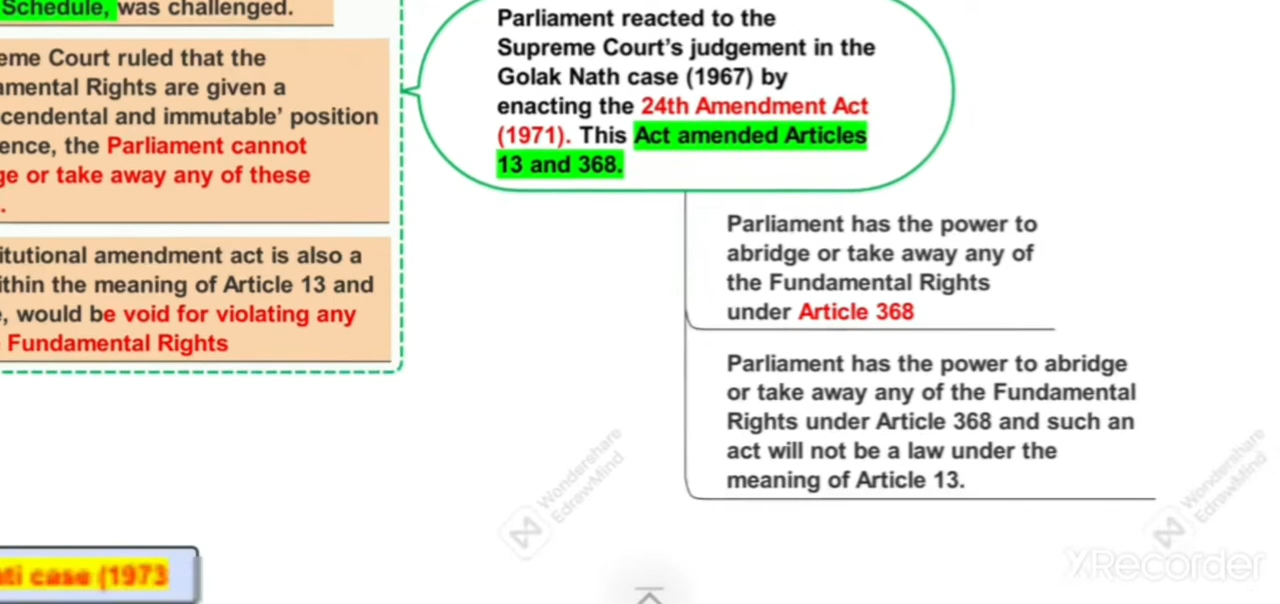 Schedule, was challenged.
eme Court ruled that the
amental Rights are given a
cendental and immutable' position
ence, the Parliament cannot
ge or take away any of these
.
itutional amendment act is also a
ithin the meaning of Article 13 and
e, would be void for violating any
Fundamental Rights
ati case (1973
Parliament reacted to the
Supreme Court's judgement in the
Golak Nath case (1967) by
enacting the 24th Amendment Act
(1971). This Act amended Articles
13 and 368.
Parliament has the power to
abridge or take away any of
the Fundamental Rights
under Article 368
Parliament has the power to abridge
or take away any of the Fundamental
Rights under Article 368 and such an
act will not be a law under the
meaning of Article 13.
Wondershare
EdrawMind
Wondershare
EdrawMind
XRecorder